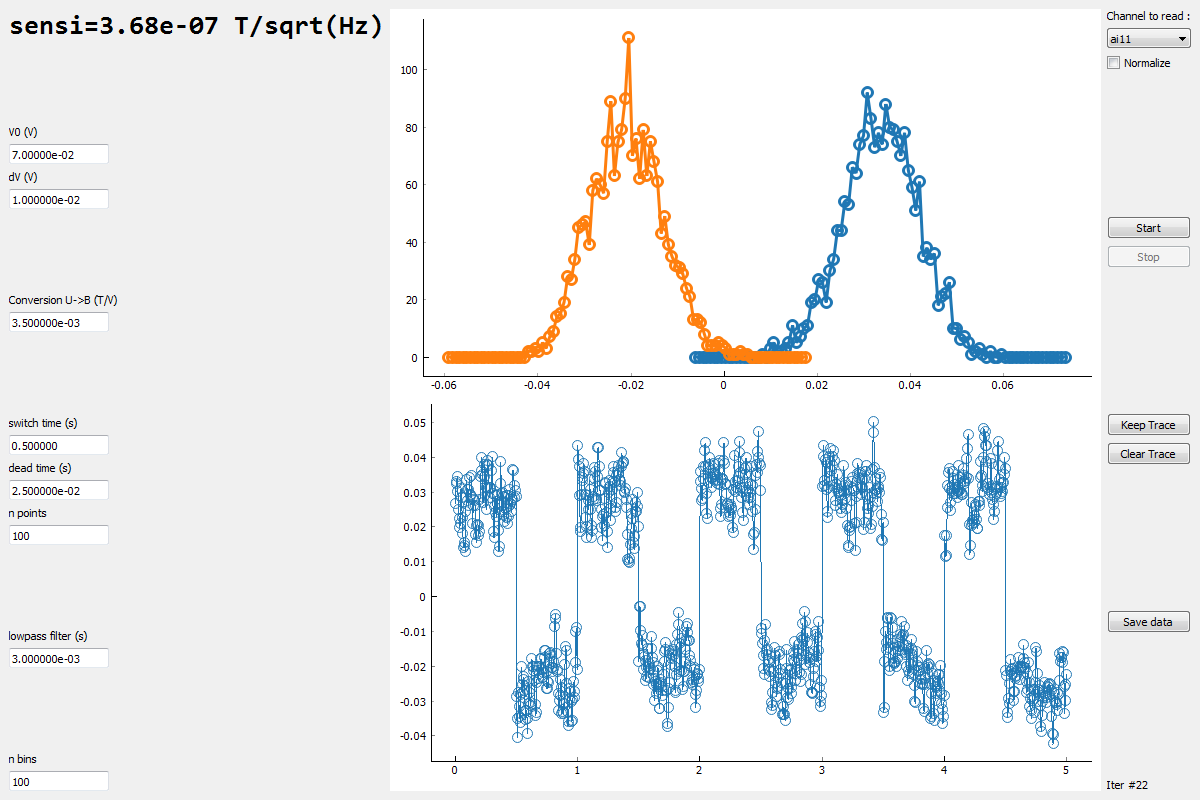 sensi=3.68e-07 T/sqrt(Hz)
V0 (V)
7.00000e-02
dV (V)
1.000000e-02
Conversion U->B (T/V)
3.500000e-03
switch time (s)
0.500000
dead time (s)
2.500000e-02
n points
100
lowpass filter (s)
3.000000e-03
n bins
100
100
80
60
40
20
0
-0.06 -0.04 -0.02 0 0.02 0.04 0.06
0.05
0.04
0.03
0.02
0.01
0
-0.01
-0.02
-0.03
-0.04
0 1 2 3 4 5
Channel to read :
ai11
Normalize
Start
Stop
Keep Trace
Clear Trace
Save data
Iter #22